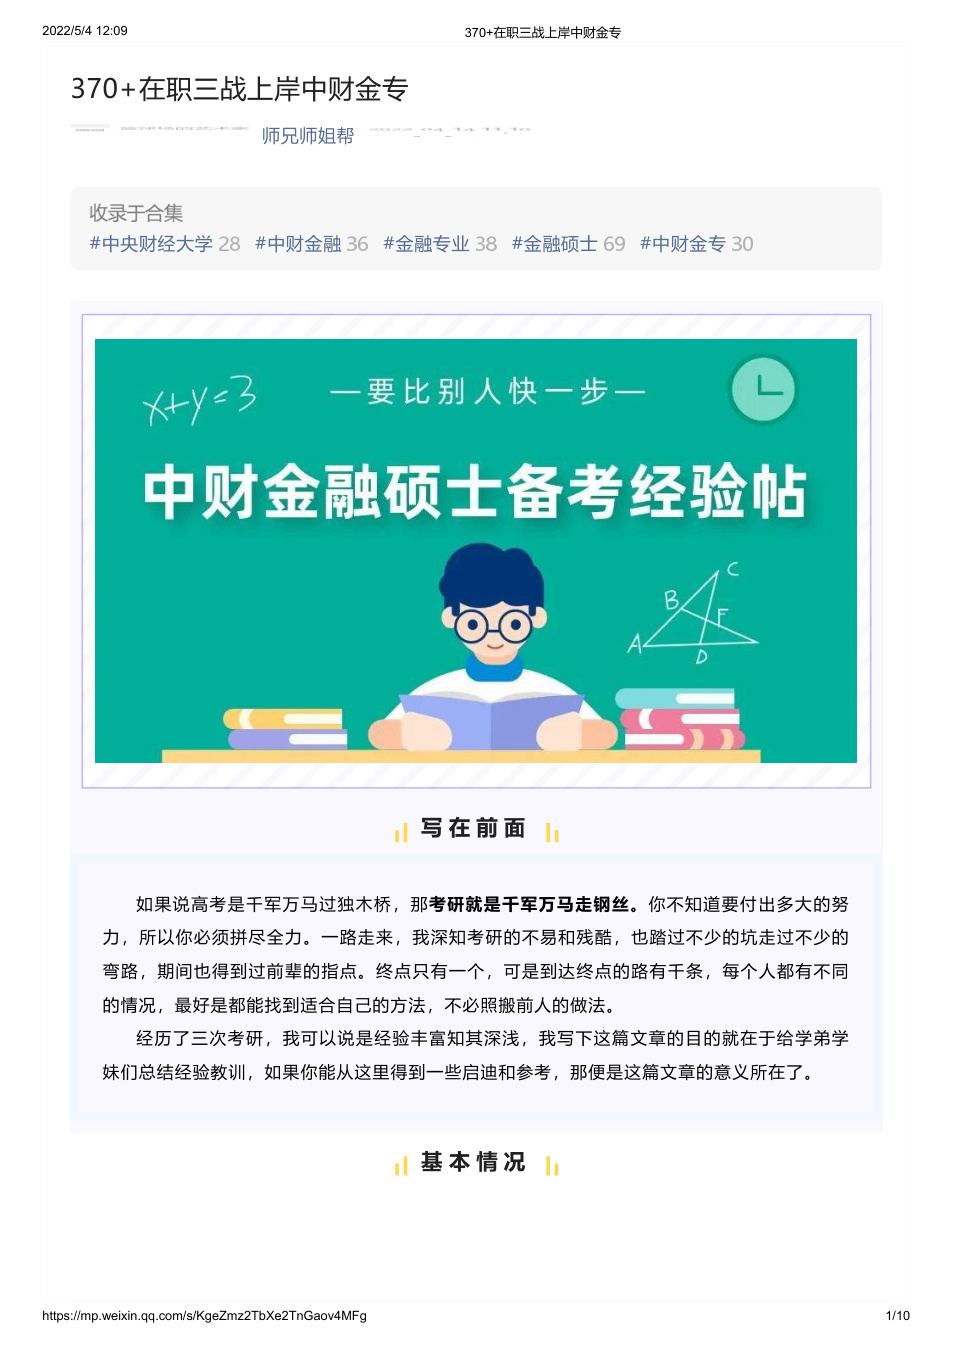 2022/5/4 12:09
370+在职三战上岸中财金专
370+在职三战上岸中财金专
师兄师姐帮
收录于合集
#中央财经大学 28 #中财金融 36 #金融专业 38 #金融硕士 69 #中财金专 30
x+y=3
—要比别人快一步—
中财金融硕士备考经验帖
C
B
F
A
D
写在前面
如果说高考是千军万马过独木桥，那考研就是千军万马走钢丝。你不知道要付出多大的努
力，所以你必须拼尽全力。一路走来，我深知考研的不易和残酷，也踏过不少的坑走过不少的
弯路，期间也得到过前辈的指点。终点只有一个，可是到达终点的路有千条，每个人都有不同
的情况，最好是都能找到适合自己的方法，不必照搬前人的做法。
经历了三次考研，我可以说是经验丰富知其深浅，我写下这篇文章的目的就在于给学弟学
妹们总结经验教训，如果你能从这里得到一些启迪和参考，那便是这篇文章的意义所在了。
基本情况
https://mp.weixin.qq.com/s/KgeZmz2TbXe2TnGaov4MFg
1/10